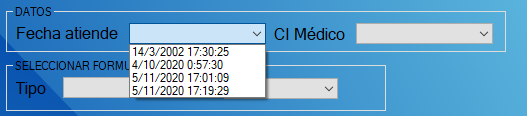 DATOS
Fecha atiende CI Médico
14/3/2002 17:30:25
4/10/2020 0:57:30
5/11/2020 17:01:09
5/11/2020 17:19:29
SELECCIONAR FORMU
Tipo